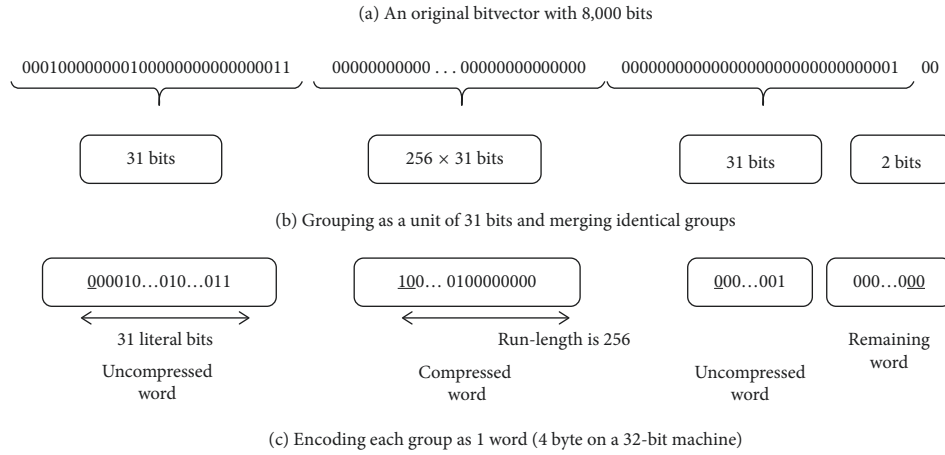 (a) An original bitvector with 8,000 bits
000100000000100000000000000011 00000000000 . . . 00000000000000 0000000000000000000000000000001 00
31 bits 256 × 31 bits 31 bits 2 bits
(b) Grouping as a unit of 31 bits and merging identical groups
000010…010…011 100… 0100000000 000…001 000…000
31 literal bits Run-length is 256 Remaining word
Uncompressed word Compressed word Uncompressed word
(c) Encoding each group as 1 word (4 byte on a 32-bit machine)